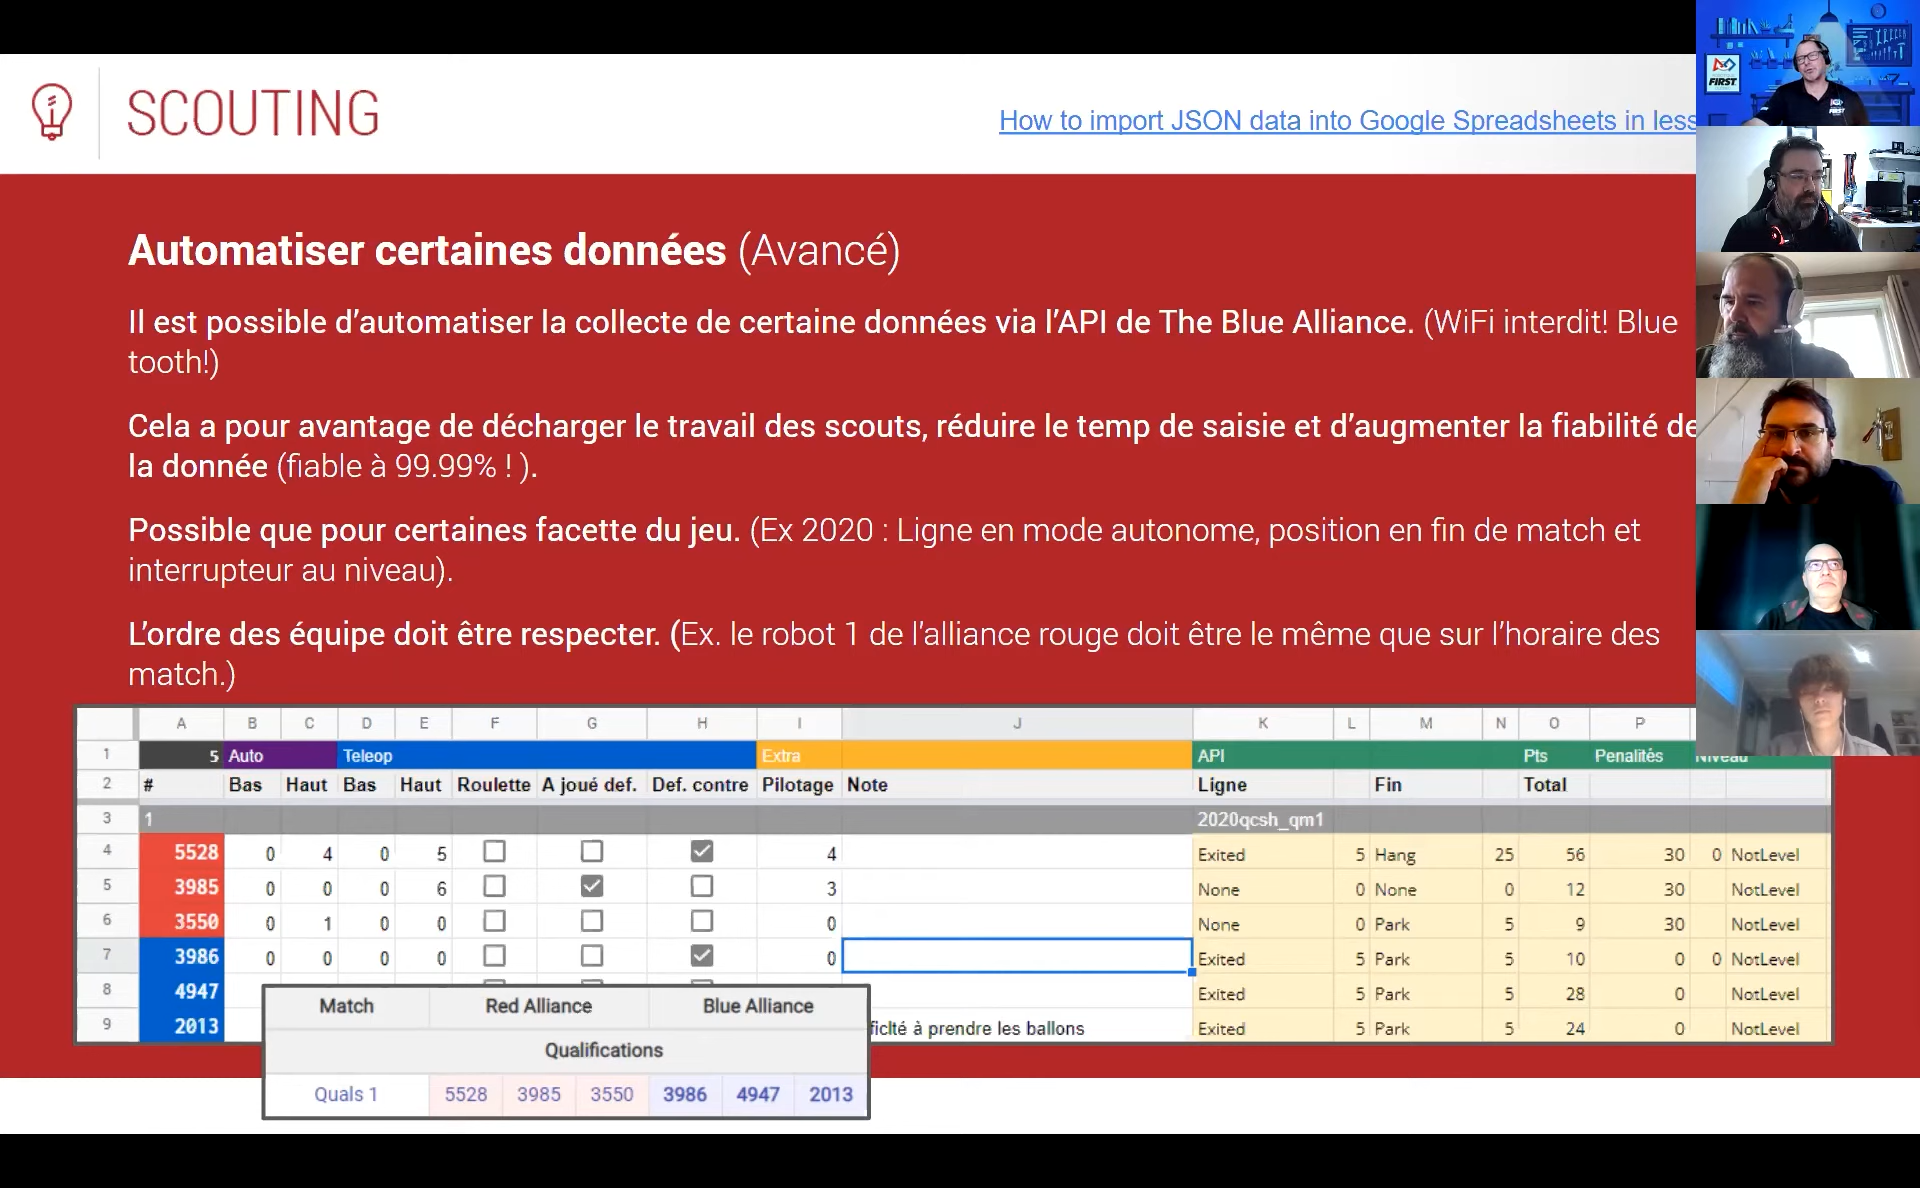 SCOUTING
How to import JSON data into Google Spreadsheets in less
FIRST
FIRST
Automatiser certaines données (Avancé)
Il est possible d'automatiser la collecte de certaine données via l'API de The Blue Alliance. (WiFi interdit! Blue
tooth!)
Cela a pour avantage de décharger le travail des scouts, réduire le temp de saisie et d'augmenter la fiabilité de
la donnée (fiable à 99.99% ! ).
Possible que pour certaines facette du jeu. (Ex 2020 : Ligne en mode autonome, position en fin de match et
interrupteur au niveau).
L'ordre des équipe doit être respecter. (Ex. le robot 1 de l'alliance rouge doit être le même que sur l'horaire des
match.)
A B C D E F G H I J K L M N O P
1 5 Auto Teleop Extra API Pts Penalités Niveau
2 # Bas Haut Bas Haut Roulette A joué def. Def. contre Pilotage Note Ligne Fin Total
3 1 2020qcsh_qm1
4 5528 0 4 0 5 4 Exited 5 Hang 25 56 30 0 NotLevel
5 3985 0 0 0 6 3 None 0 None 0 12 30 NotLevel
6 3550 0 1 0 0 0 None 0 Park 5 9 30 NotLevel
7 3986 0 0 0 0 0 Exited 5 Park 5 10 0 0 NotLevel
8 4947 Exited 5 Park 5 28 0 NotLevel
9 2013 ficlté à prendre les ballons Exited 5 Park 5 24 0 NotLevel
Match Red Alliance Blue Alliance
Qualifications
Quals 1 5528 3985 3550 3986 4947 2013